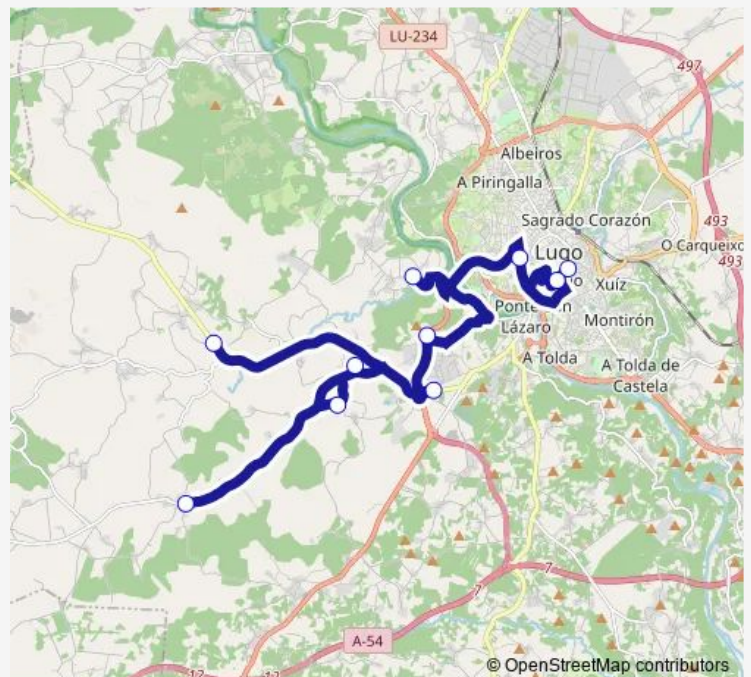 LU-234
497
Albeiros
A Piringalla
Sagrado Corazón
493
Lugo
O Carqueixo
493
Xuíz
Lázaro
Montirón
A Tolda
A Tolda de
Castela
7
7
A-54
12
12
© OpenStreetMap contributors